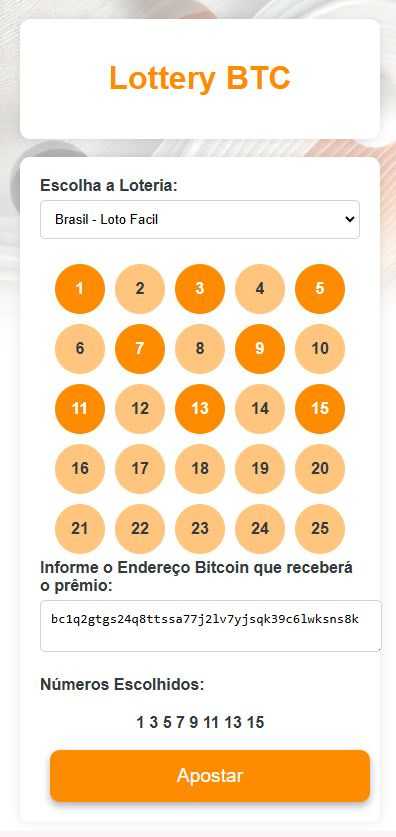 Lottery BTC
Escolha a Loteria:
Brasil - Loto Facil
1 2 3 4 5
6 7 8 9 10
11 12 13 14 15
16 17 18 19 20
21 22 23 24 25
Informe o Endereço Bitcoin que receberá
o prêmio:
bc1q2gtgs24q8ttssa77j2lv7yjsqk39c6lwksns8k
Números Escolhidos:
1 3 5 7 9 11 13 15
Apostar